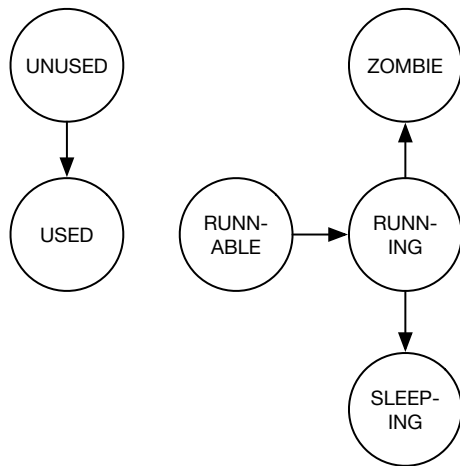 UNUSED
ZOMBIE
USED
RUNN-
ABLE
RUNN-
ING
SLEEP-
ING